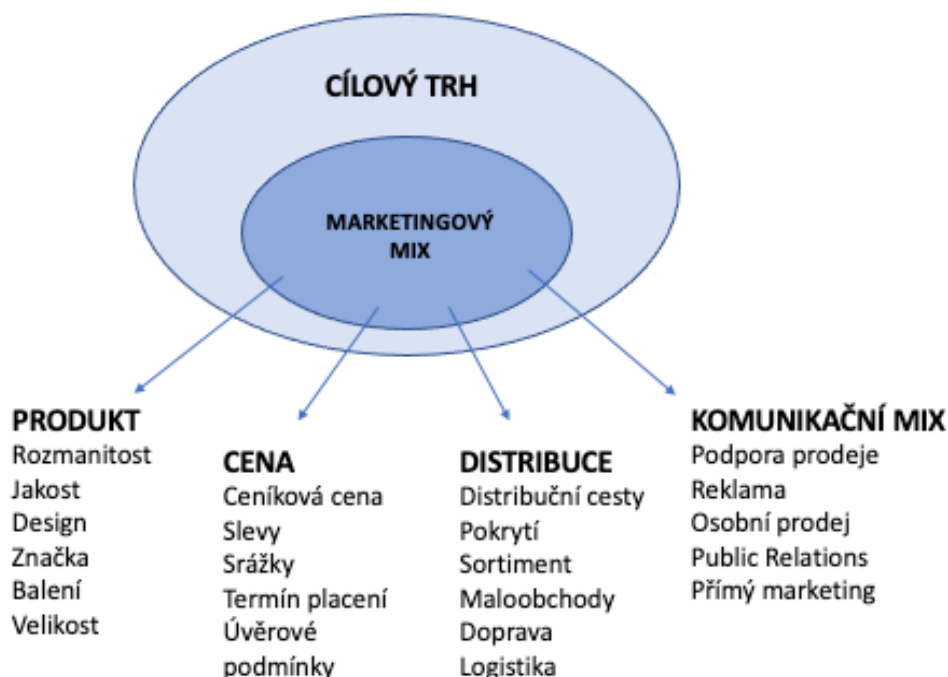 CÍLOVÝ TRH
MARKETINGOVÝ
MIX
PRODUKT
Rozmanitost
Jakost
Design
Značka
Balení
Velikost
CENA
Ceníková cena
Slevy
Srážky
Termín placení
Úvěrové
podmínky
DISTRIBUCE
Distribuční cesty
Pokrytí
Sortiment
Maloobchody
Doprava
Logistika
KOMUNIKAČNÍ MIX
Podpora prodeje
Reklama
Osobní prodej
Public Relations
Přímý marketing